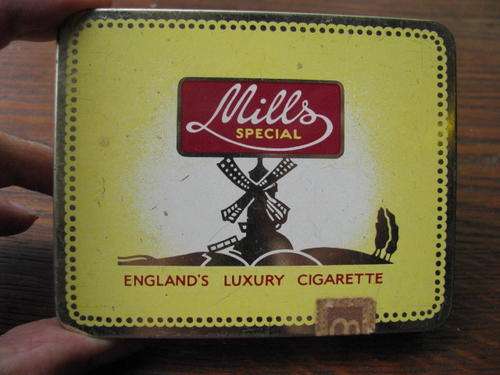 Mills
SPECIAL
ENGLAND'S LUXURY CIGARETTE